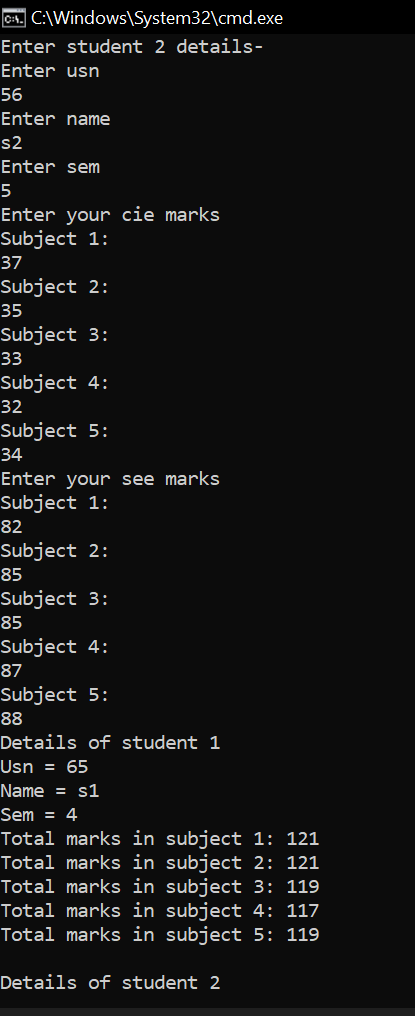 C:\Windows\System32\cmd.exe
Enter student 2 details-
Enter usn
56
Enter name
s2
Enter sem
5
Enter your cie marks
Subject 1:
37
Subject 2:
35
Subject 3:
33
Subject 4:
32
Subject 5:
34
Enter your see marks
Subject 1:
82
Subject 2:
85
Subject 3:
85
Subject 4:
87
Subject 5:
88
Details of student 1
Usn = 65
Name = s1
Sem = 4
Total marks in subject 1: 121
Total marks in subject 2: 121
Total marks in subject 3: 119
Total marks in subject 4: 117
Total marks in subject 5: 119
Details of student 2